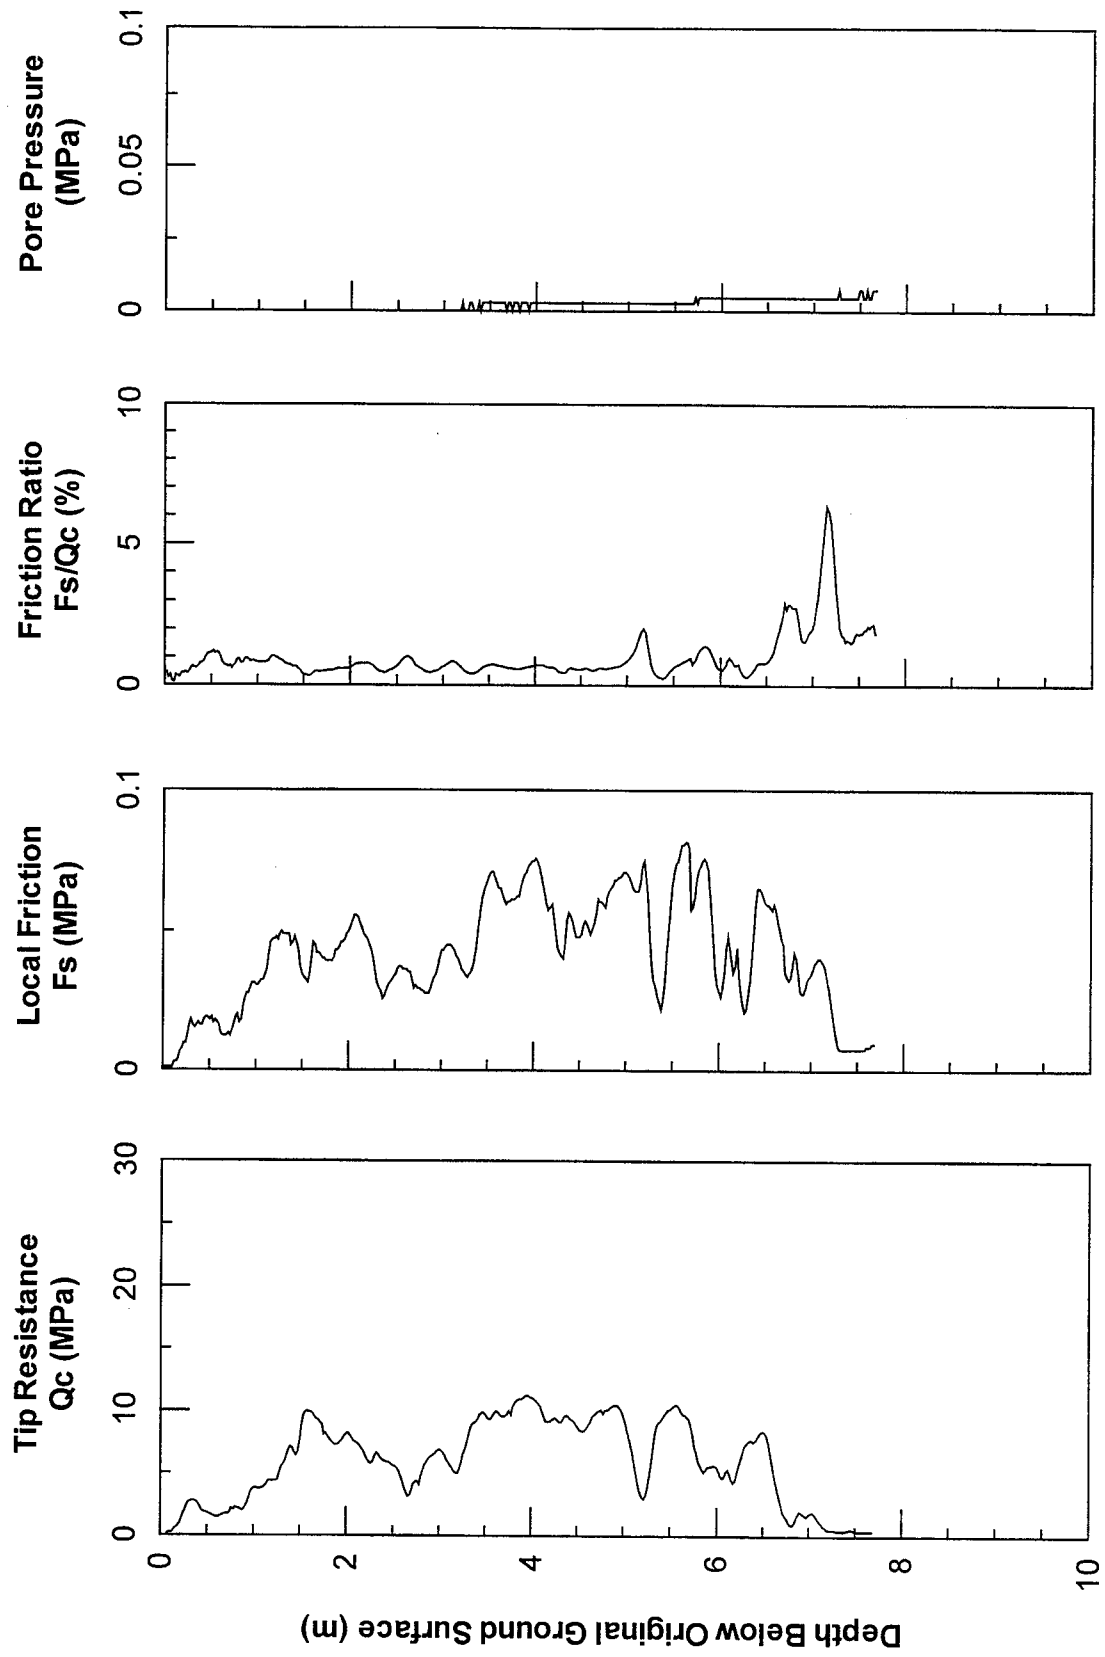 Tip Resistance
Qc (MPa)
0
10
20
30
Local Friction
Fs (MPa)
0
0.1
Friction Ratio
Fs/Qc (%)
0
5
10
Pore Pressure
(MPa)
0
0.05
0.1
0
2
4
6
8
10
Depth Below Original Ground Surface (m)